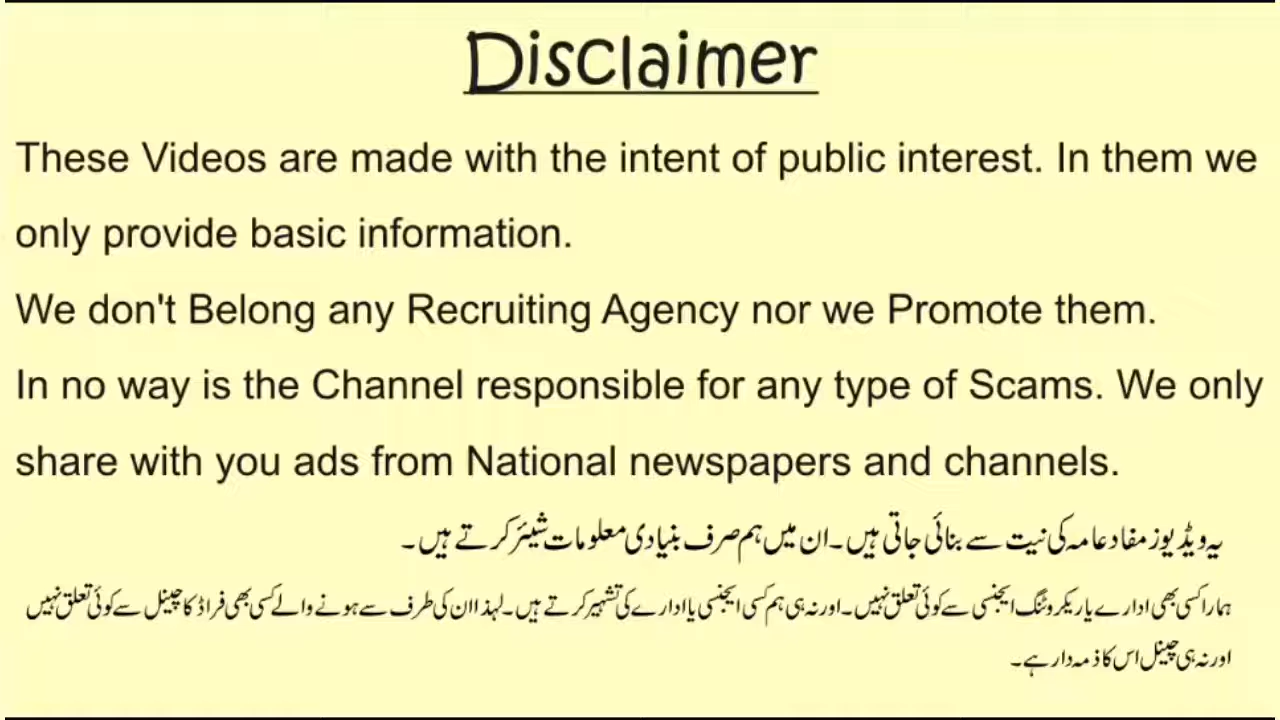 Disclaimer
These Videos are made with the intent of public interest. In them we
only provide basic information.
We don't Belong any Recruiting Agency nor we Promote them.
In no way is the Channel responsible for any type of Scams. We only
share with you ads from National newspapers and channels.
یہ ویڈیوز مفاد عامہ کی نیت سے بنائی جاتی ہیں۔ ان میں ہم صرف بنیادی معلومات شیئر کرتے ہیں۔
ہمارا کسی بھی ادارے یا ریکروٹنگ ایجنسی سے کوئی تعلق نہیں۔ اور نہ ہی ہم کسی ایجنسی یا ادارے کی تشہیر کرتے ہیں۔ لہذا ان کی طرف سے ہونے والے کسی بھی فراڈ کا چینل سے کوئی تعلق نہیں
اور نہ ہی چینل اس کا ذمہ دار ہے۔